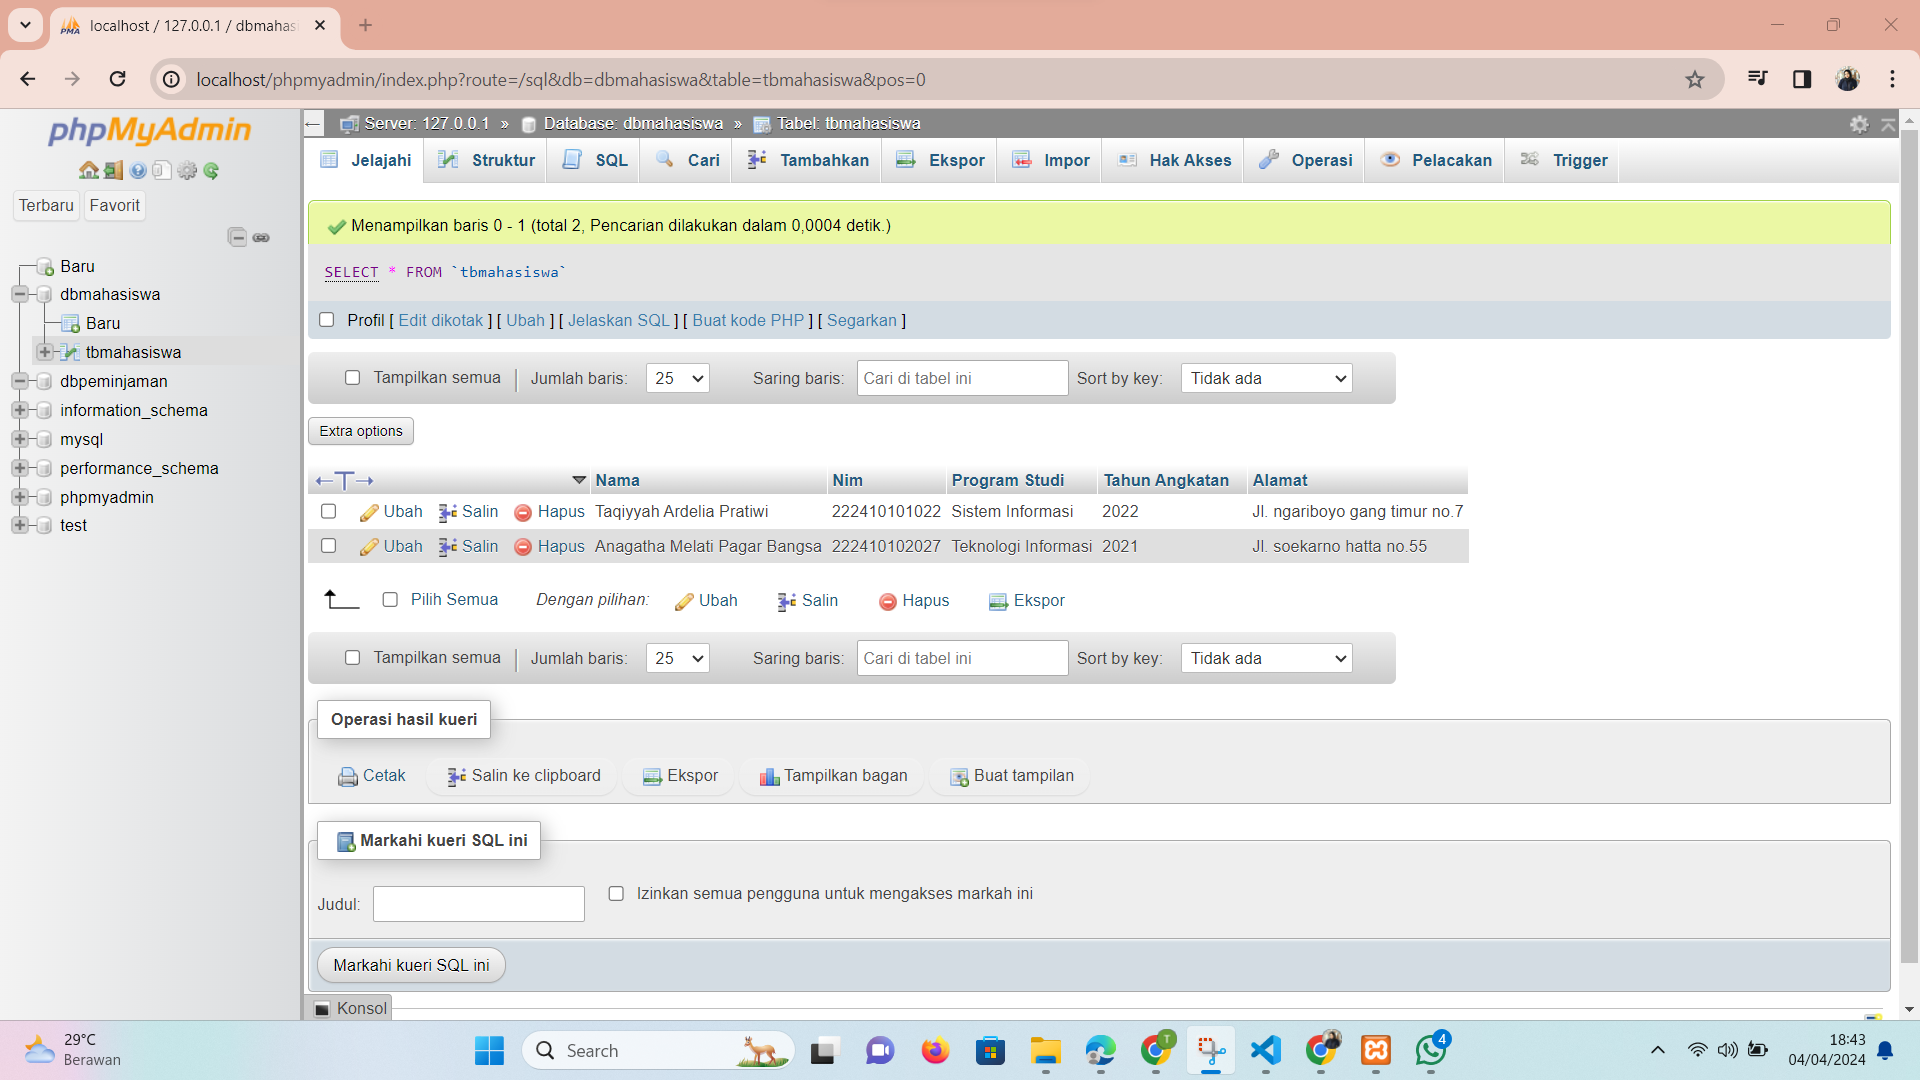 localhost / 127.0.0.1 / dbmahas
localhost/phpmyadmin/index.php?route=/sql&db=dbmahasiswa&table=tbmahasiswa&pos=0
phpMyAdmin
Terbaru Favorit
Baru
dbmahasiswa
Baru
tbmahasiswa
dbpeminjaman
information_schema
mysql
performance_schema
phpmyadmin
test
Server: 127.0.0.1 » Database: dbmahasiswa » Tabel: tbmahasiswa
Jelajahi Struktur SQL Cari Tambahkan Ekspor Impor Hak Akses Operasi Pelacakan Trigger
Menampilkan baris 0 - 1 (total 2, Pencarian dilakukan dalam 0,0004 detik.)
SELECT * FROM `tbmahasiswa`
Profil [ Edit dikotak ] [ Ubah ] [ Jelaskan SQL ] [ Buat kode PHP ] [ Segarkan ]
Tampilkan semua Jumlah baris: 25 Saring baris: Cari di tabel ini Sort by key: Tidak ada
Extra options
Nama Nim Program Studi Tahun Angkatan Alamat
Ubah Salin Hapus Taqiyyah Ardelia Pratiwi 222410101022 Sistem Informasi 2022 Jl. ngariboyo gang timur no.7
Ubah Salin Hapus Anagatha Melati Pagar Bangsa 222410102027 Teknologi Informasi 2021 Jl. soekarno hatta no.55
Pilih Semua Dengan pilihan: Ubah Salin Hapus Ekspor
Tampilkan semua Jumlah baris: 25 Saring baris: Cari di tabel ini Sort by key: Tidak ada
Operasi hasil kueri
Cetak Salin ke clipboard Ekspor Tampilkan bagan Buat tampilan
Markahi kueri SQL ini
Judul: Izinkan semua pengguna untuk mengakses markah ini
Markahi kueri SQL ini
Konsol
29°C
Berawan
Search
T
4
18:43
04/04/2024